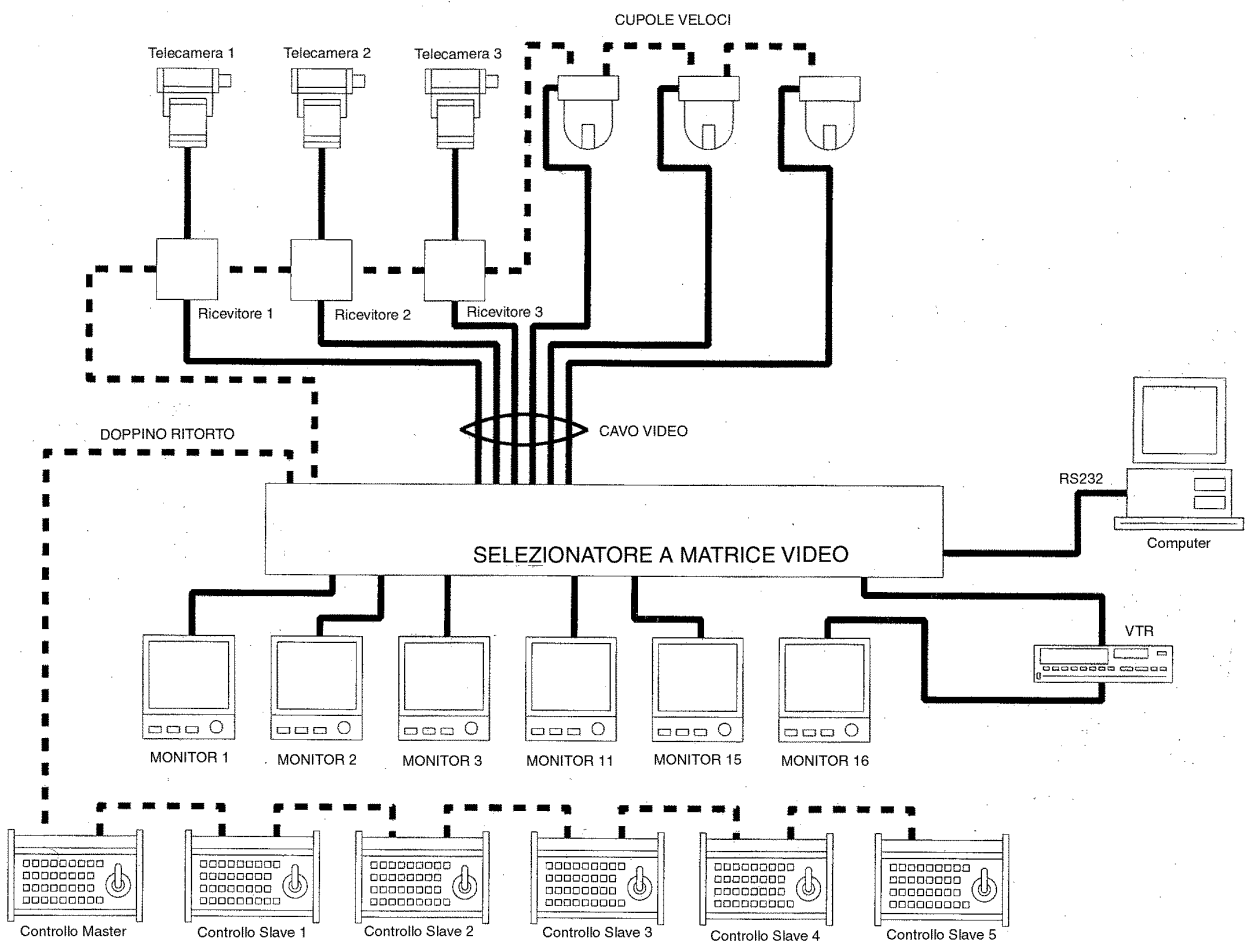 CUPOLE VELOCI
Telecamera 1
Telecamera 2
Telecamera 3
Ricevitore 1
Ricevitore 2
Ricevitore 3
DOPPINO RITORTO
CAVO VIDEO
RS232
Computer
SELEZIONATORE A MATRICE VIDEO
VTR
MONITOR 1
MONITOR 2
MONITOR 3
MONITOR 11
MONITOR 15
MONITOR 16
Controllo Master
Controllo Slave 1
Controllo Slave 2
Controllo Slave 3
Controllo Slave 4
Controllo Slave 5